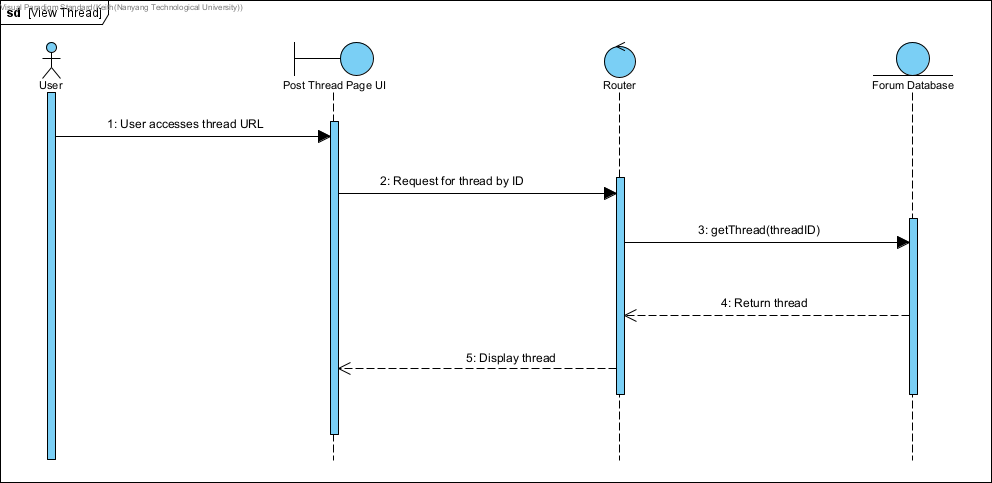 Visual Paradigm Standard(Keith(Nanyang Technological University))
sd [View Thread]
User
Post Thread Page UI
Router
Forum Database
1: User accesses thread URL
2: Request for thread by ID
3: getThread(threadID)
4: Return thread
5: Display thread